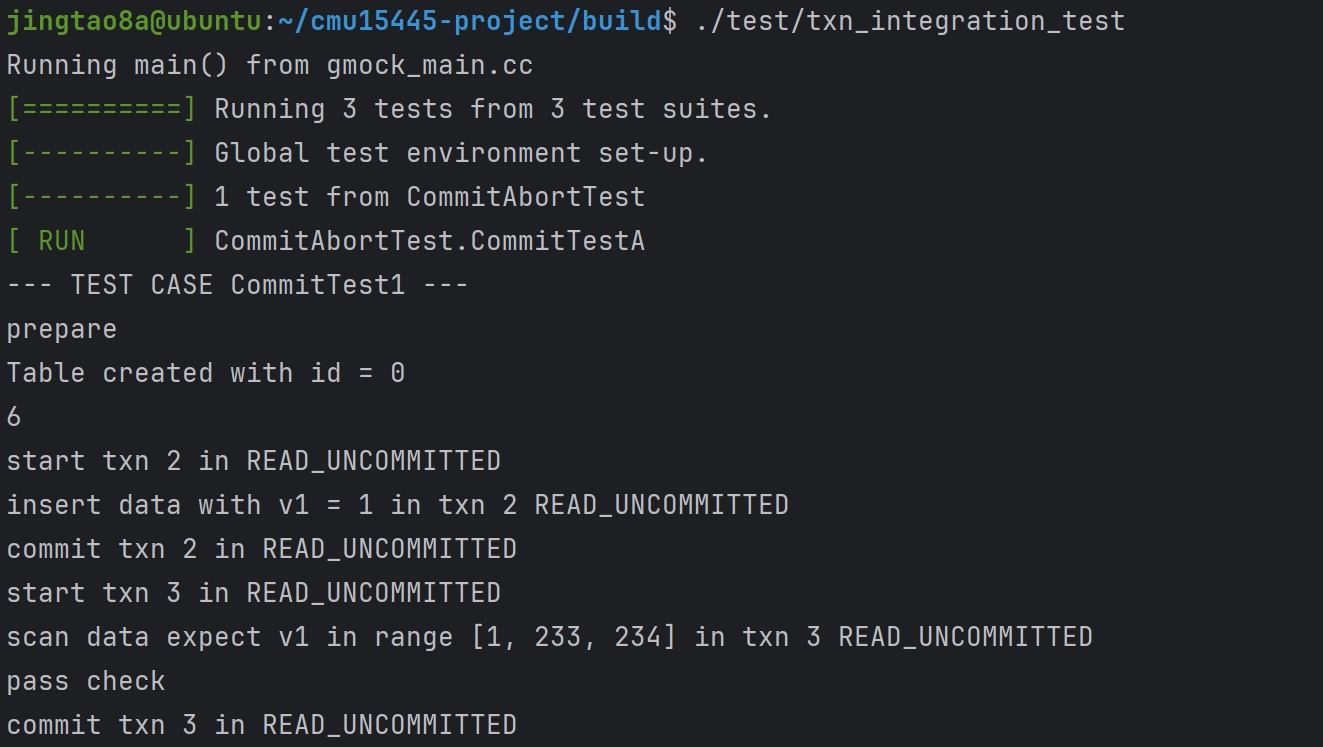 jingtao8a@ubuntu:~/cmu15445-project/build$ ./test/txn_integration_test
Running main() from gmock_main.cc
[==========] Running 3 tests from 3 test suites.
[----------] Global test environment set-up.
[----------] 1 test from CommitAbortTest
[ RUN      ] CommitAbortTest.CommitTestA
--- TEST CASE CommitTest1 ---
prepare
Table created with id = 0
6
start txn 2 in READ_UNCOMMITTED
insert data with v1 = 1 in txn 2 READ_UNCOMMITTED
commit txn 2 in READ_UNCOMMITTED
start txn 3 in READ_UNCOMMITTED
scan data expect v1 in range [1, 233, 234] in txn 3 READ_UNCOMMITTED
pass check
commit txn 3 in READ_UNCOMMITTED